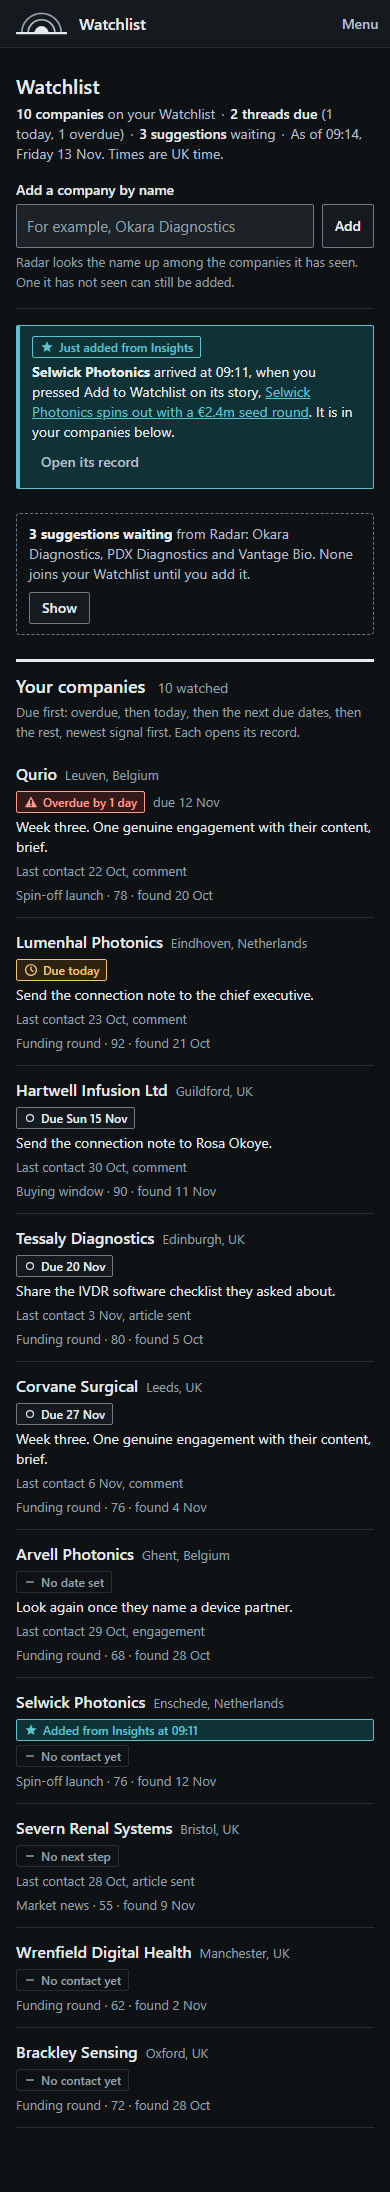 Watchlist
Menu
Watchlist
10 companies on your Watchlist · 2 threads due (1
today, 1 overdue) · 3 suggestions waiting · As of 09:14,
Friday 13 Nov. Times are UK time.
Add a company by name
For example, Okara Diagnostics
Add
Radar looks the name up among the companies it has seen.
One it has not seen can still be added.
Just added from Insights
Selwick Photonics arrived at 09:11, when you
pressed Add to Watchlist on its story, Selwick
Photonics spins out with a €2.4m seed round. It is in
your companies below.
Open its record
3 suggestions waiting from Radar: Okara
Diagnostics, PDX Diagnostics and Vantage Bio. None
joins your Watchlist until you add it.
Show
Your companies 10 watched
Due first: overdue, then today, then the next due dates, then
the rest, newest signal first. Each opens its record.
Qurio Leuven, Belgium
Overdue by 1 day due 12 Nov
Week three. One genuine engagement with their content,
brief.
Last contact 22 Oct, comment
Spin-off launch · 78 · found 20 Oct
Lumenhal Photonics Eindhoven, Netherlands
Due today
Send the connection note to the chief executive.
Last contact 23 Oct, comment
Funding round · 92 · found 21 Oct
Hartwell Infusion Ltd Guildford, UK
Due Sun 15 Nov
Send the connection note to Rosa Okoye.
Last contact 30 Oct, comment
Buying window · 90 · found 11 Nov
Tessaly Diagnostics Edinburgh, UK
Due 20 Nov
Share the IVDR software checklist they asked about.
Last contact 3 Nov, article sent
Funding round · 80 · found 5 Oct
Corvane Surgical Leeds, UK
Due 27 Nov
Week three. One genuine engagement with their content,
brief.
Last contact 6 Nov, comment
Funding round · 76 · found 4 Nov
Arvell Photonics Ghent, Belgium
No date set
Look again once they name a device partner.
Last contact 29 Oct, engagement
Funding round · 68 · found 28 Oct
Selwick Photonics Enschede, Netherlands
Added from Insights at 09:11
No contact yet
Spin-off launch · 76 · found 12 Nov
Severn Renal Systems Bristol, UK
No next step
Last contact 28 Oct, article sent
Market news · 55 · found 9 Nov
Wrenfield Digital Health Manchester, UK
No contact yet
Funding round · 62 · found 2 Nov
Brackley Sensing Oxford, UK
No contact yet
Funding round · 72 · found 28 Oct